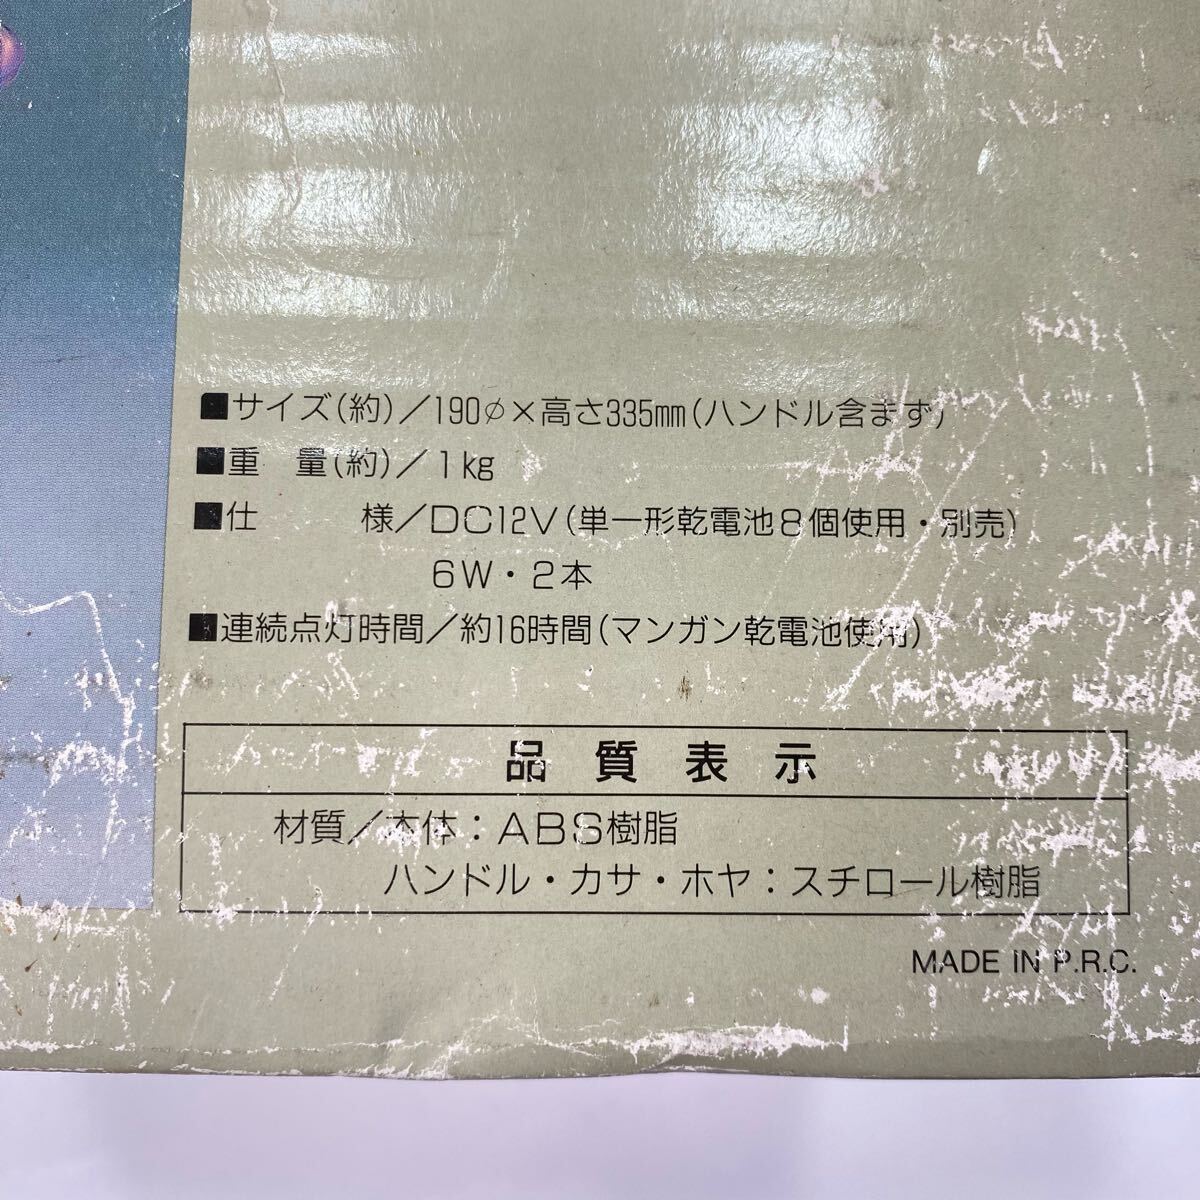 ■サイズ(約)／190φ×高さ335mm(ハンドル含まず)
■重　量(約)／1kg
■仕　　様／DC12V(単一形乾電池8個使用・別売)
6W・2本
■連続点灯時間／約16時間(マンガン乾電池使用)
品質表示
材質／本体：ABS樹脂
ハンドル・カサ・ホヤ：スチロール樹脂
MADE IN P.R.C.